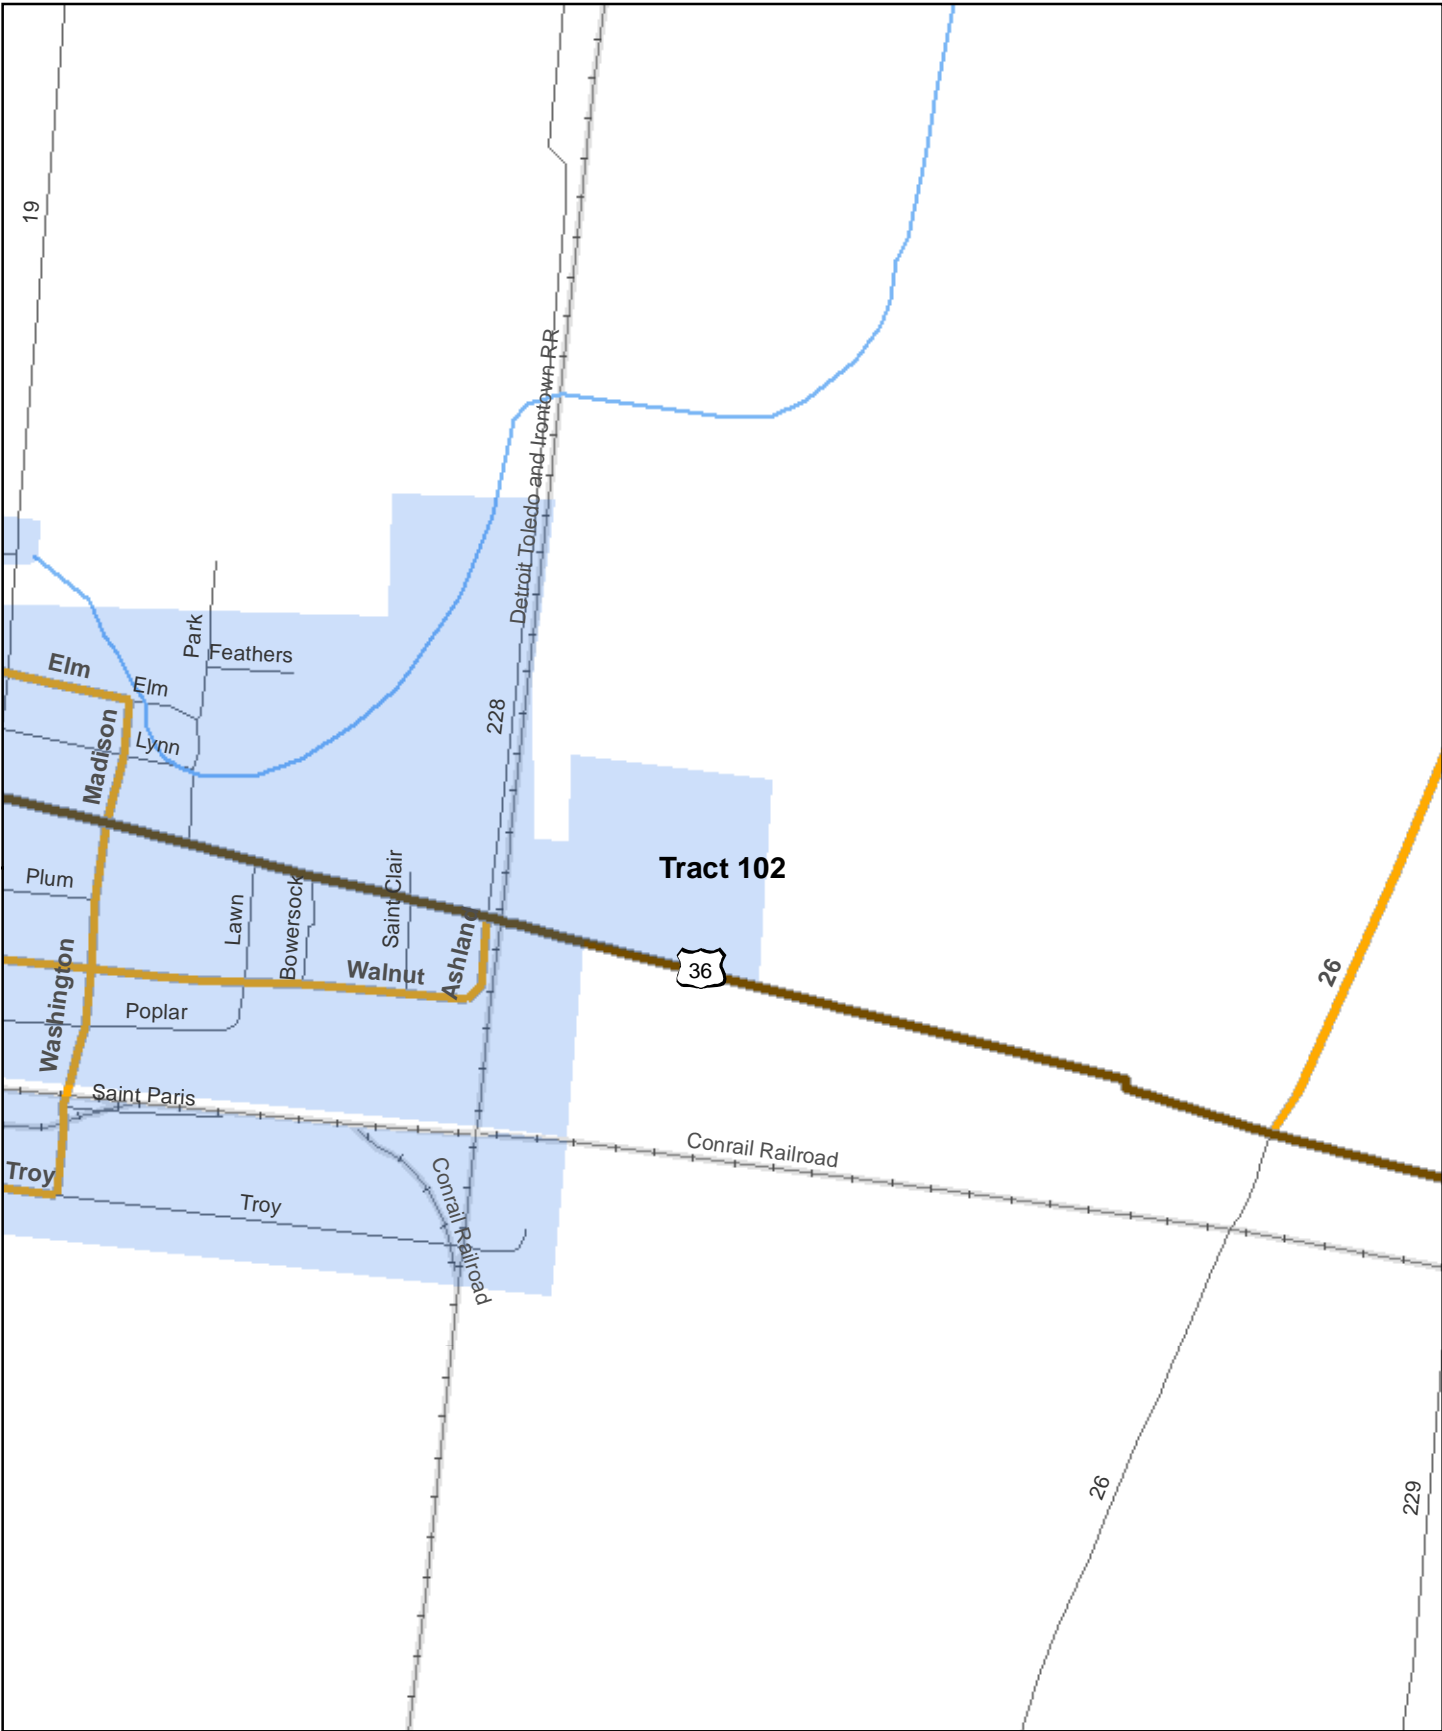 19
Detroit Toledo and Irontown RR
Park
Feathers
Elm
Elm
228
Madison
Lynn
Tract 102
Plum
Lawn
Bowersock
Saint Clair
Ashland
Washington
Walnut
36
26
Poplar
Saint Paris
Conrail Railroad
Troy
Troy
Conrail Railroad
26
229